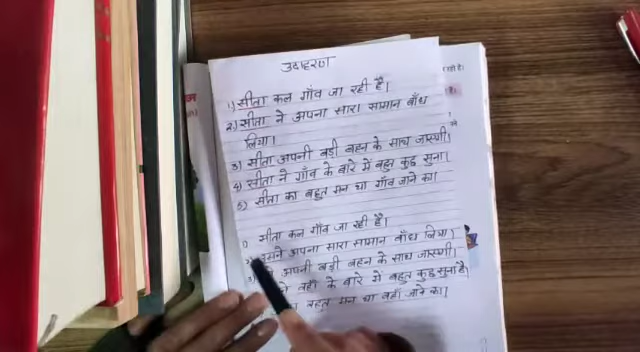 उदाहरण
1) सीता कल गाँव जा रही है।
2) सीता ने अपना सारा सामान बाँध
लिया।
3) सीता अपनी बड़ी बहन के साथ जाएगी।
4) सीता ने गाँव के बारे में बहुत कुछ सुना।
5) सीता का बहुत मन था गाँव जाने का।
1) सीता कल गाँव जा रही है।
उसने अपना सारा सामान बाँध लिया।
अपनी बड़ी बहन के साथ जाएगी।
वहाँ के बारे में बहुत कुछ सुना है।
बहुत मन था वहाँ जाने का।